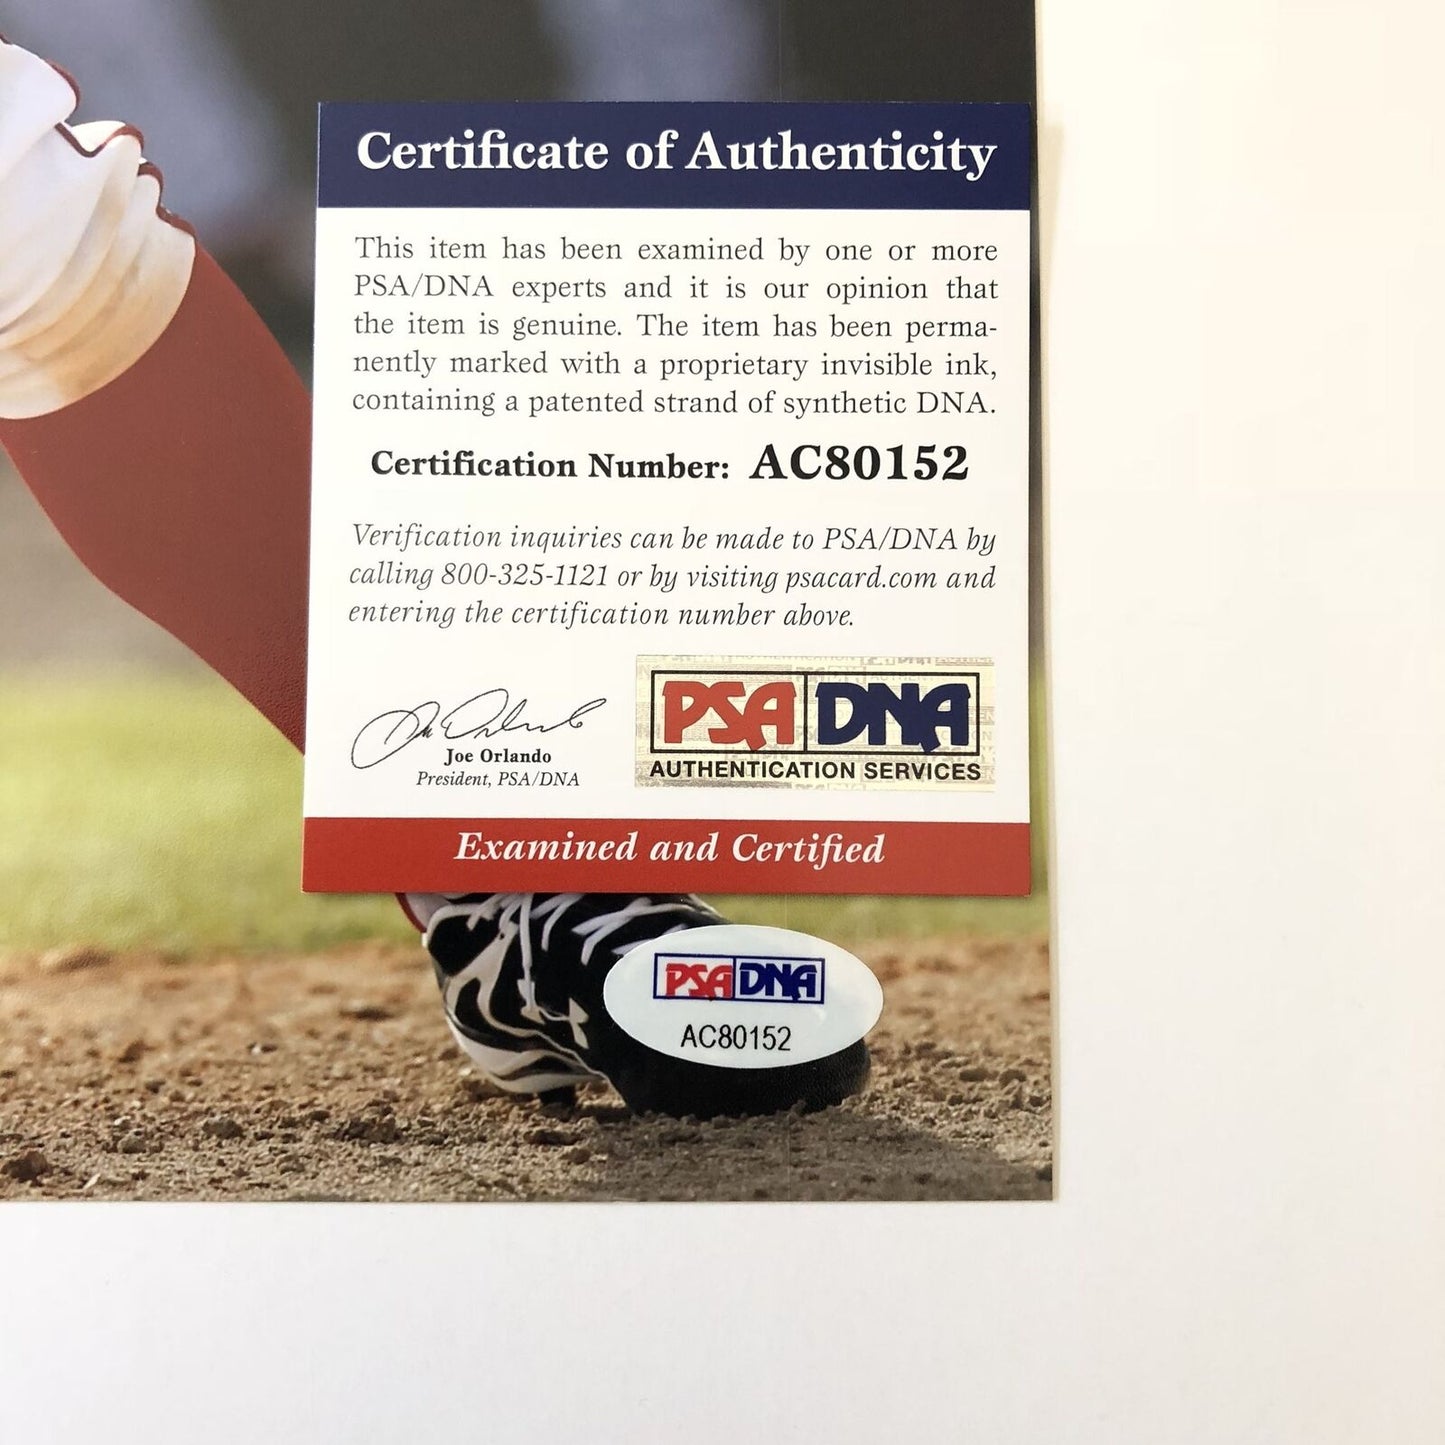 Certificate of Authenticity
This item has been examined by one or more
PSA/DNA experts and it is our opinion that
the item is genuine. The item has been perma-
nently marked with a proprietary invisible ink,
containing a patented strand of synthetic DNA.
Certification Number: AC80152
Verification inquiries can be made to PSA/DNA by
calling 800-325-1121 or by visiting psacard.com and
entering the certification number above.
Joe Orlando
President, PSA/DNA
PSA DNA
AUTHENTICATION SERVICES
Examined and Certified
PSA DNA
AC80152